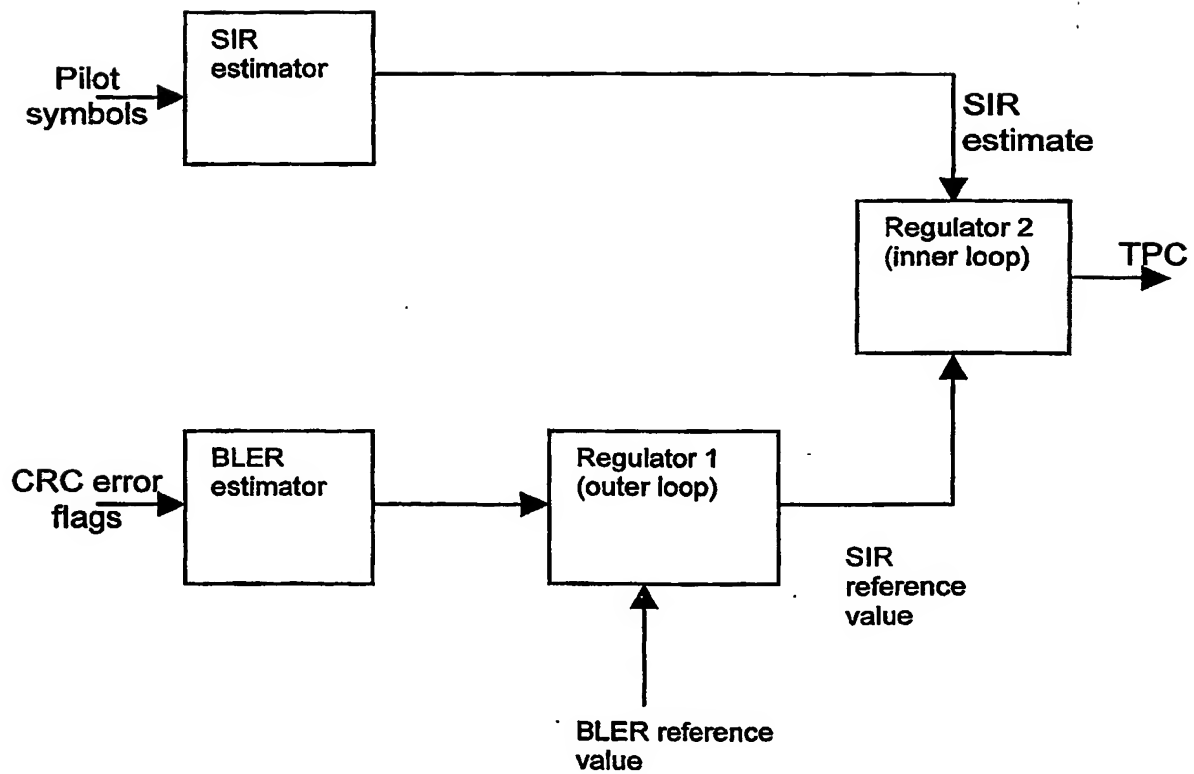 SIR
estimator
Pilot
symbols
SIR
estimate
Regulator 2
(inner loop)
TPC
BLER
estimator
CRC error
flags
Regulator 1
(outer loop)
SIR
reference
value
BLER reference
value